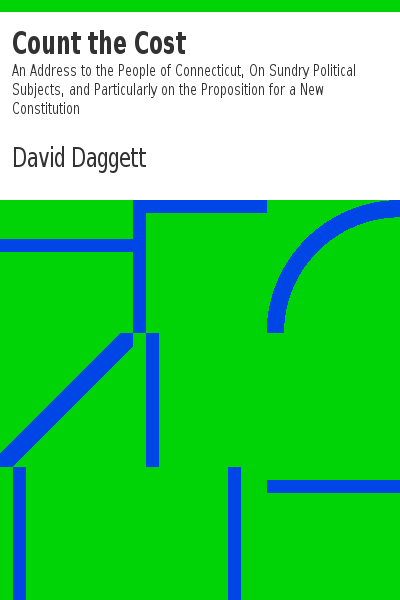 Count the Cost
An Address to the People of Connecticut, On Sundry Political
Subjects, and Particularly on the Proposition for a New
Constitution
David Daggett